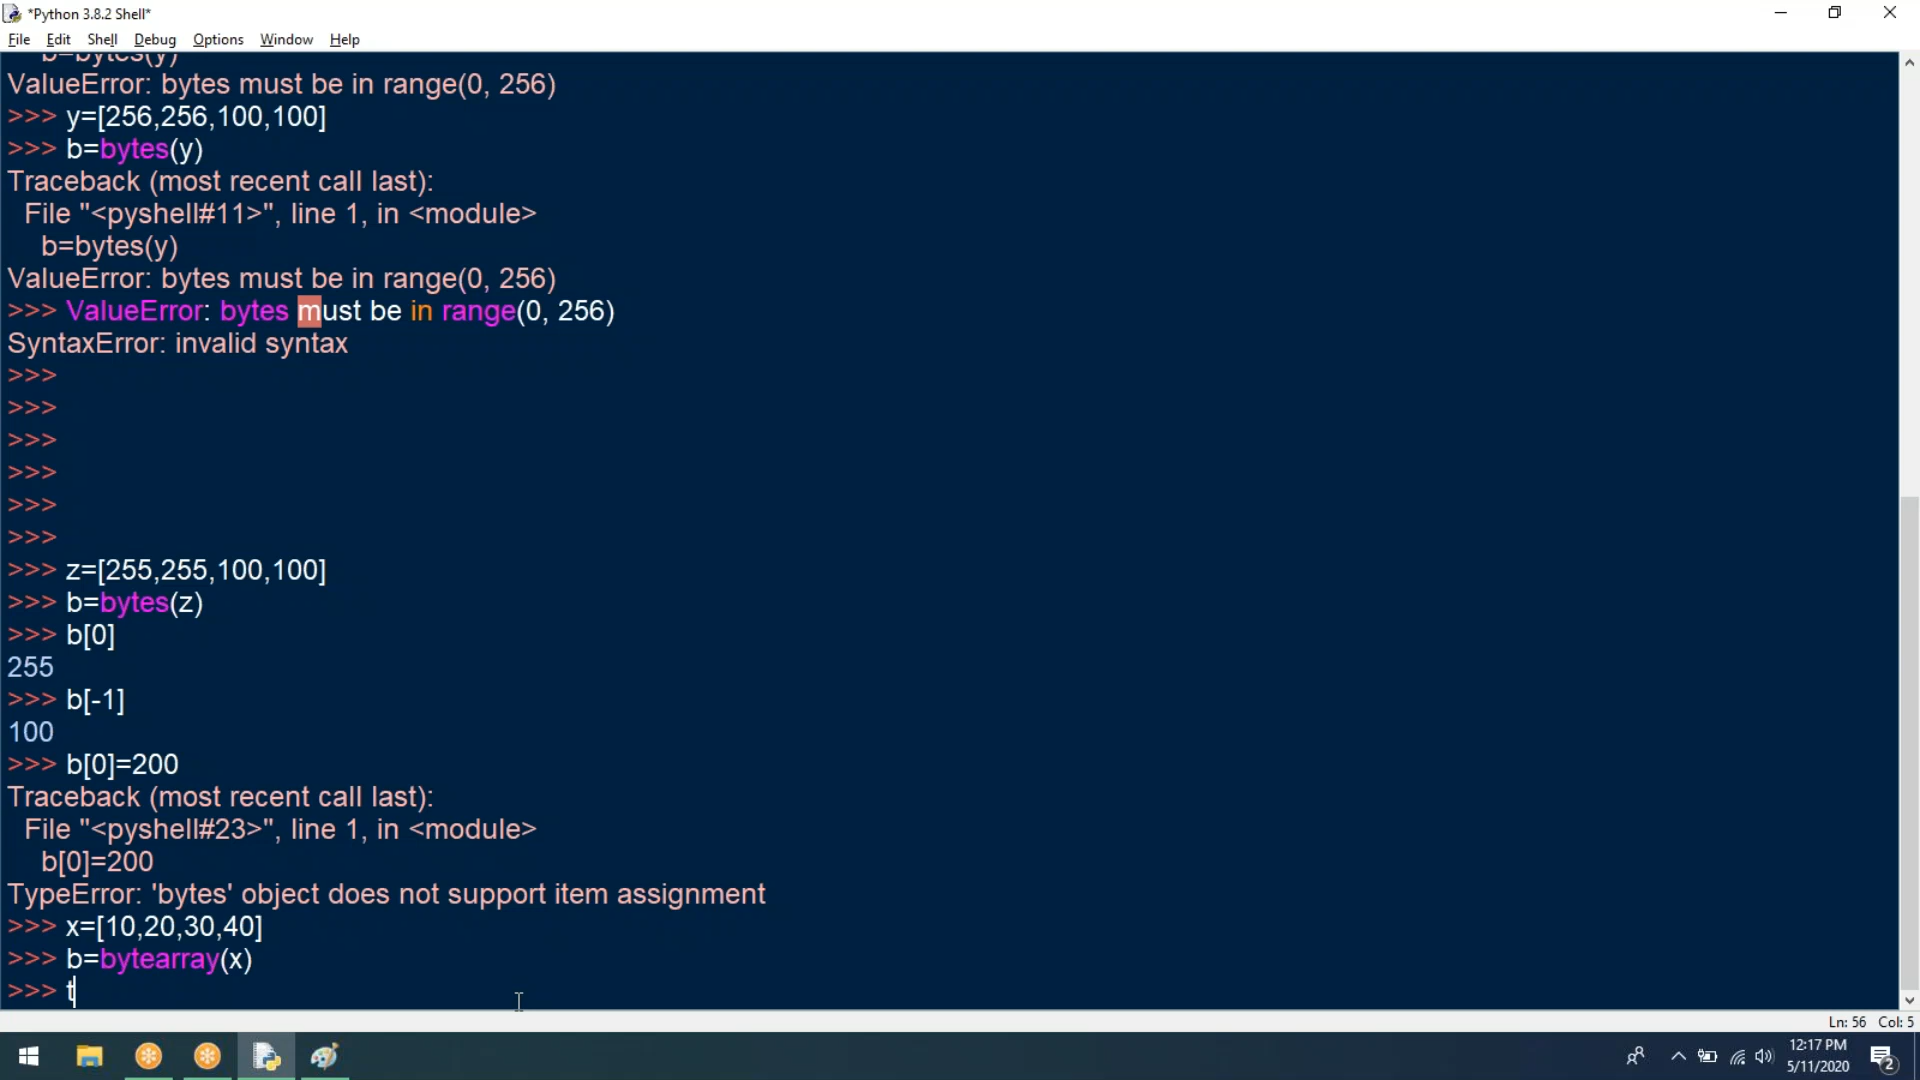 *Python 3.8.2 Shell*
File Edit Shell Debug Options Window Help
b=bytes(y)
ValueError: bytes must be in range(0, 256)
>>> y=[256,256,100,100]
>>> b=bytes(y)
Traceback (most recent call last):
File "<pyshell#11>", line 1, in <module>
b=bytes(y)
ValueError: bytes must be in range(0, 256)
>>> ValueError: bytes must be in range(0, 256)
SyntaxError: invalid syntax
>>>
>>>
>>>
>>>
>>>
>>>
>>> z=[255,255,100,100]
>>> b=bytes(z)
>>> b[0]
255
>>> b[-1]
100
>>> b[0]=200
Traceback (most recent call last):
File "<pyshell#23>", line 1, in <module>
b[0]=200
TypeError: 'bytes' object does not support item assignment
>>> x=[10,20,30,40]
>>> b=bytearray(x)
>>> t
Ln: 56 Col: 5
12:17 PM
5/11/2020
2